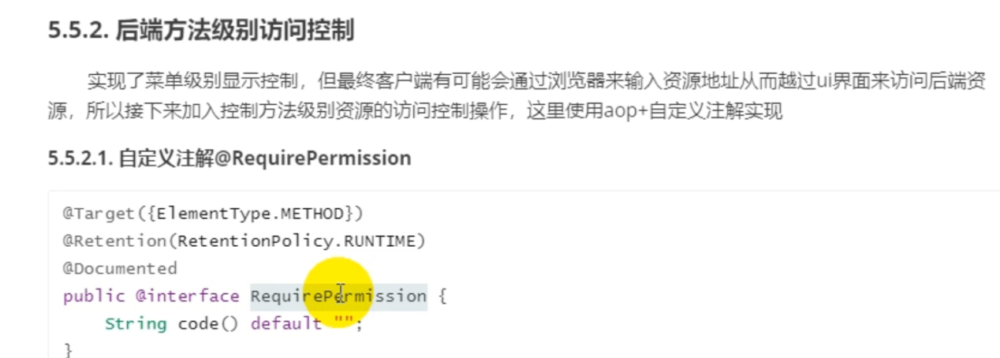 5.5.2. 后端方法级别访问控制
实现了菜单级别显示控制，但最终客户端有可能会通过浏览器来输入资源地址从而越过ui界面来访问后端资
源，所以接下来加入控制方法级别资源的访问控制操作，这里使用aop+自定义注解实现
5.5.2.1. 自定义注解@RequirePermission
@Target({ElementType.METHOD})
@Retention(RetentionPolicy.RUNTIME)
@Documented
public @interface RequirePermission {
String code() default "";
}